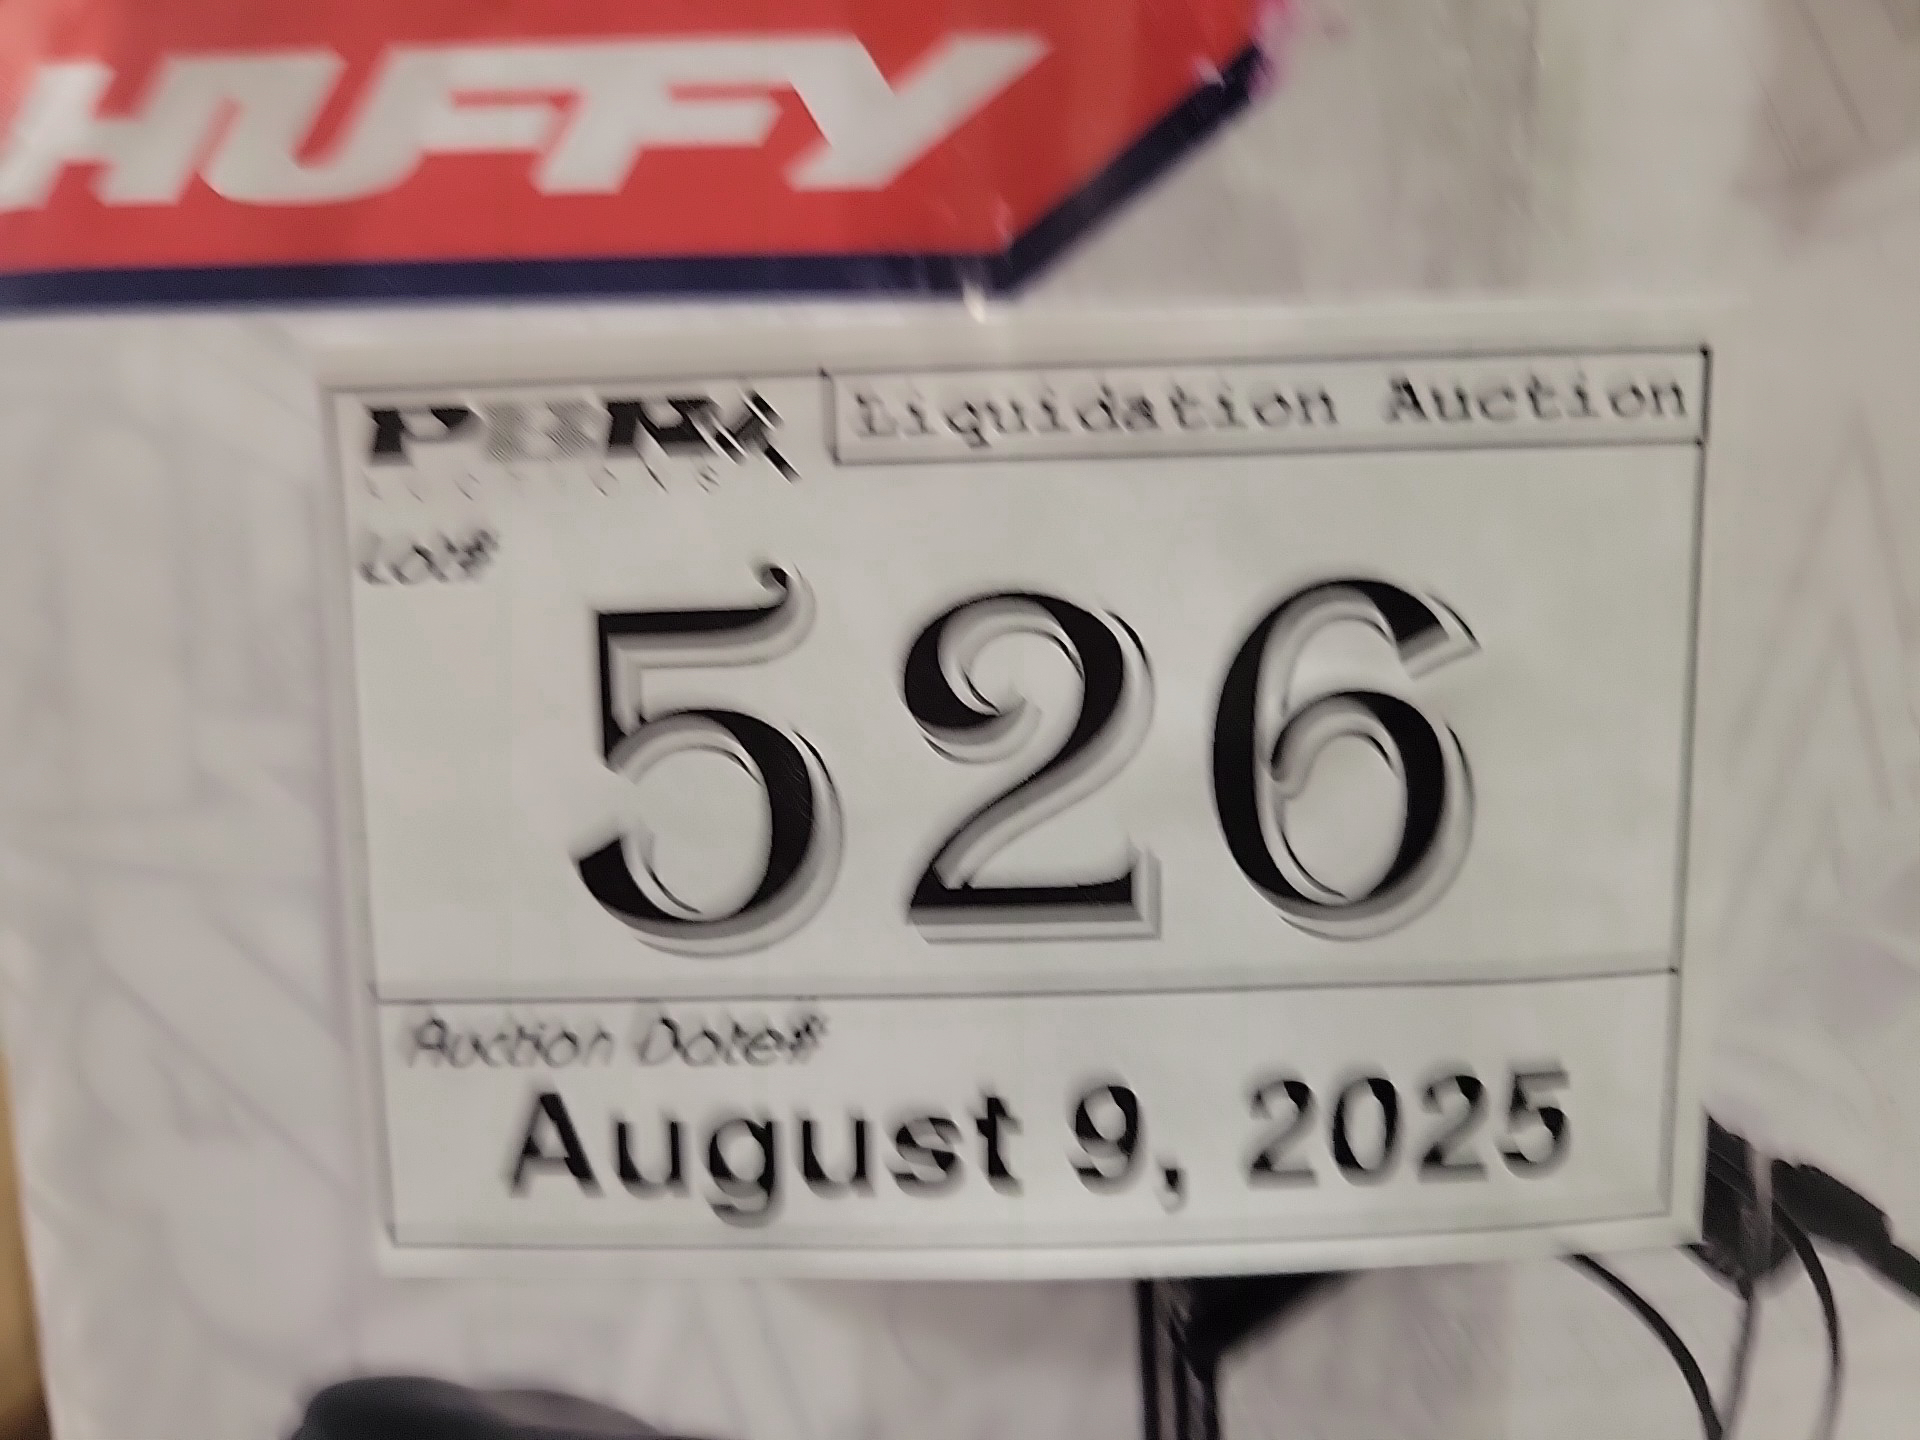 HUFFY
Liquidation Auction
Lot#
526
Auction Date#
August 9, 2025